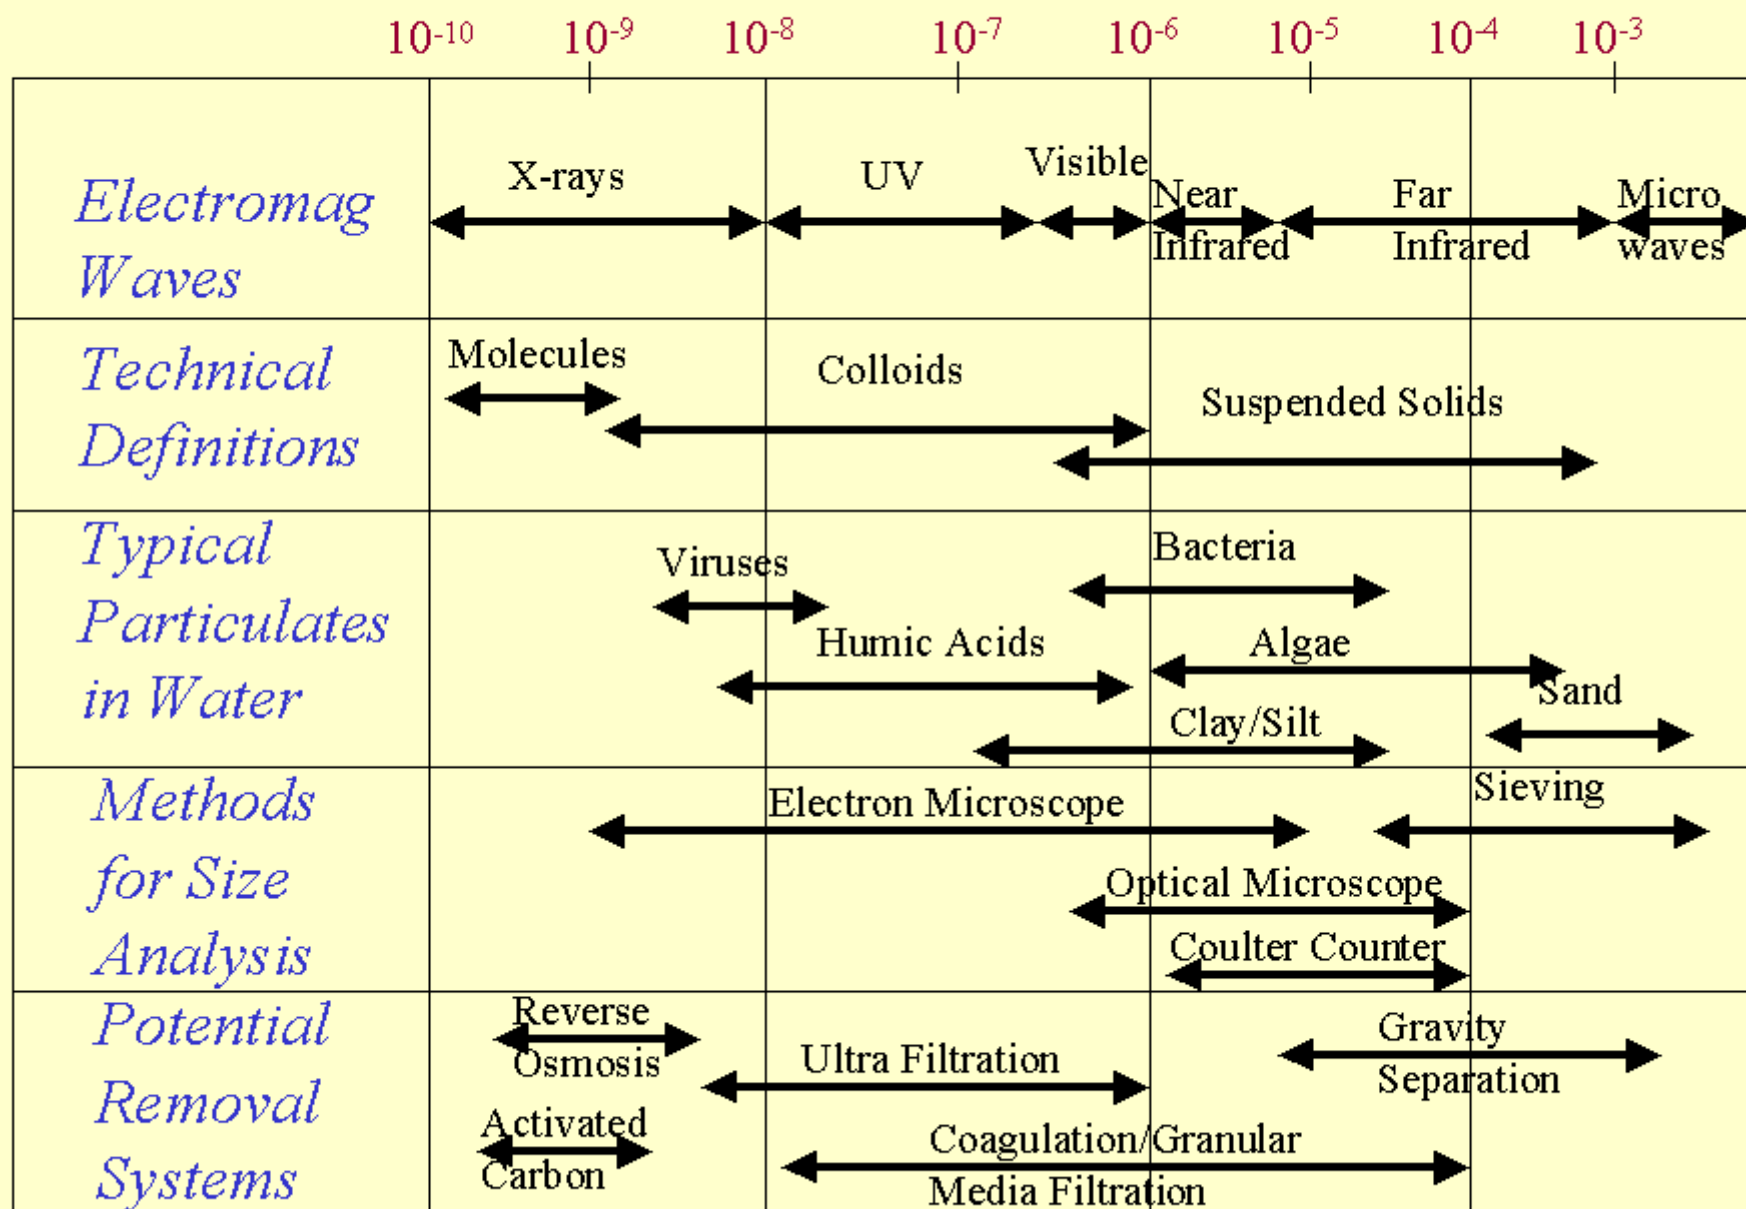 10-10 10-9 10-8 10-7 10-6 10-5 10-4 10-3
Electromag
Waves
X-rays
UV
Visible
Near
Infrared
Far
Infrared
Micro
waves
Technical
Definitions
Molecules
Colloids
Suspended Solids
Typical
Particulates
in Water
Viruses
Bacteria
Humic Acids
Algae
Sand
Clay/Silt
Methods
for Size
Analysis
Electron Microscope
Sieving
Optical Microscope
Coulter Counter
Potential
Removal
Systems
Reverse
Osmosis
Ultra Filtration
Gravity
Separation
Activated
Carbon
Coagulation/Granular
Media Filtration